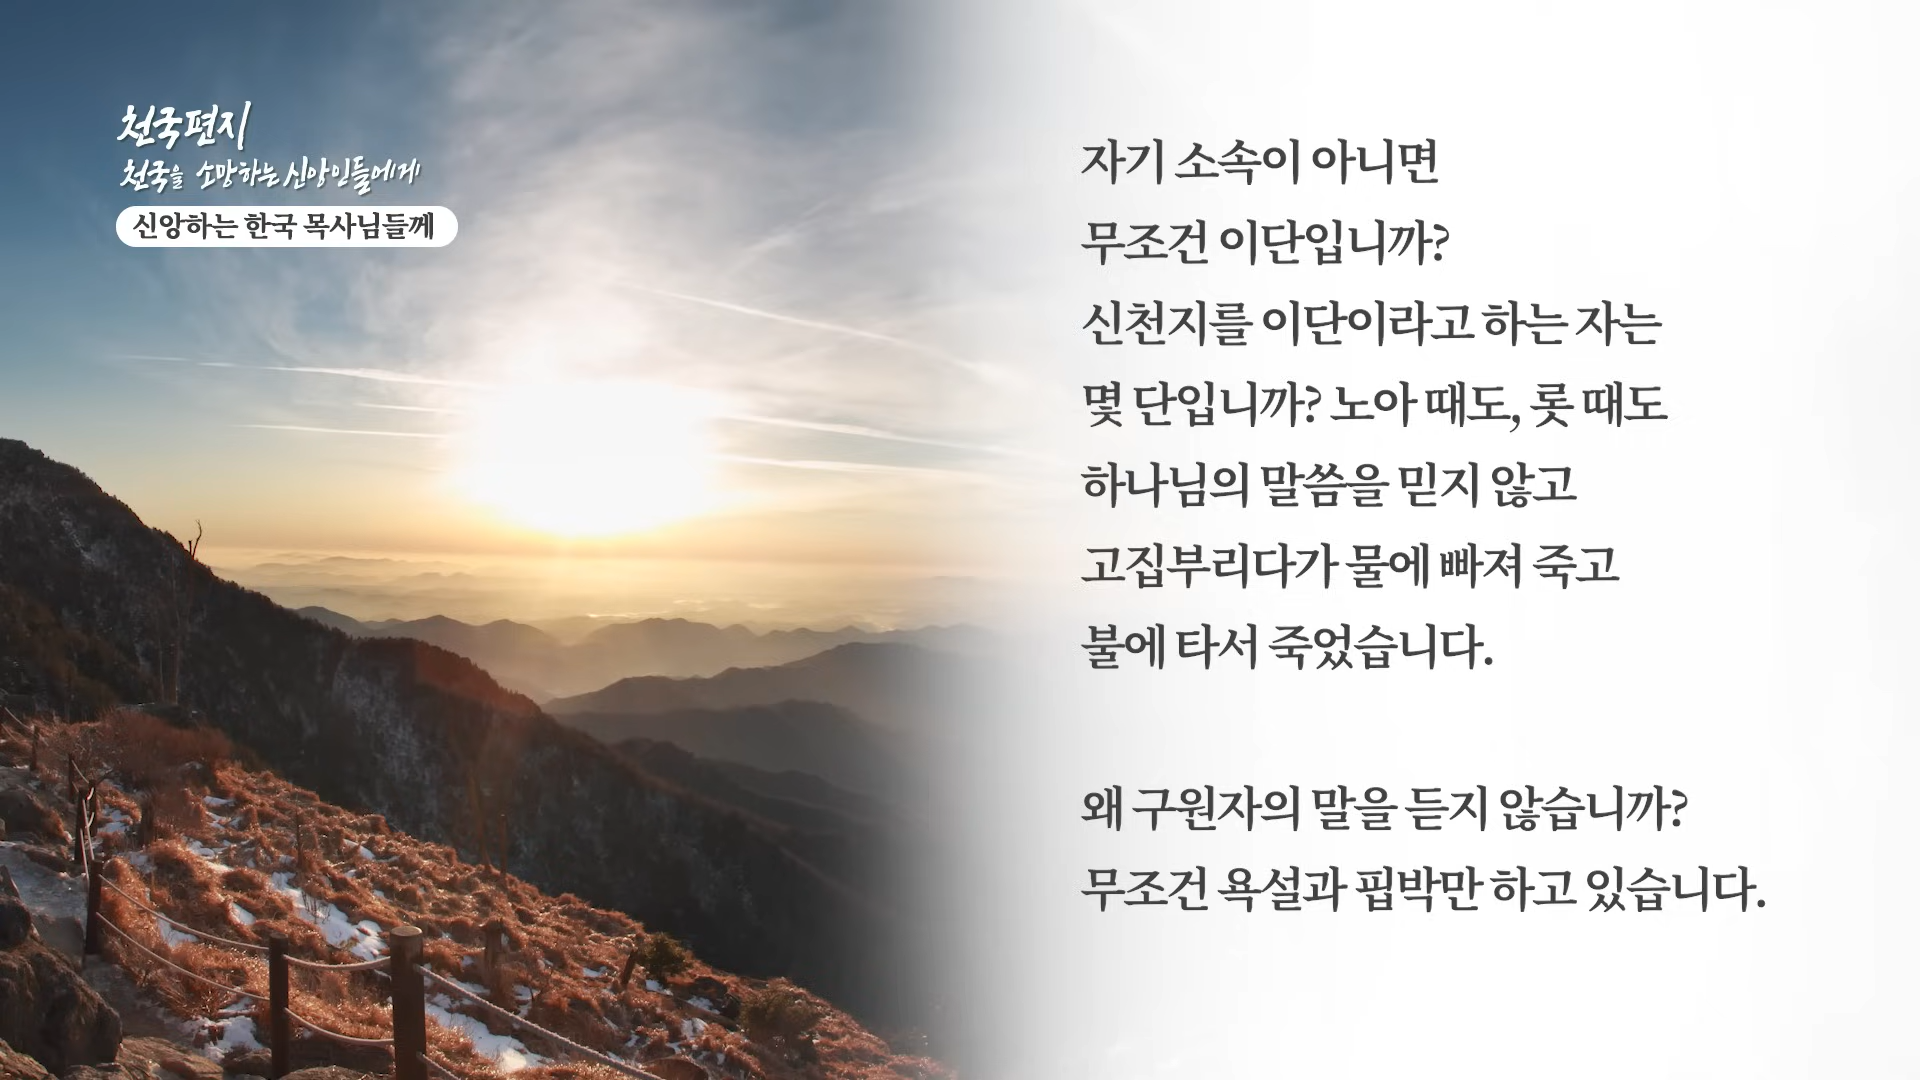 천국편지
천국을 소망하는 신앙인들에게
신앙하는 한국 목사님들께
자기 소속이 아니면
무조건 이단입니까?
신천지를 이단이라고 하는 자는
몇 단입니까? 노아 때도, 롯 때도
하나님의 말씀을 믿지 않고
고집부리다가 물에 빠져 죽고
불에 타서 죽었습니다.
왜 구원자의 말을 듣지 않습니까?
무조건 욕설과 핍박만 하고 있습니다.